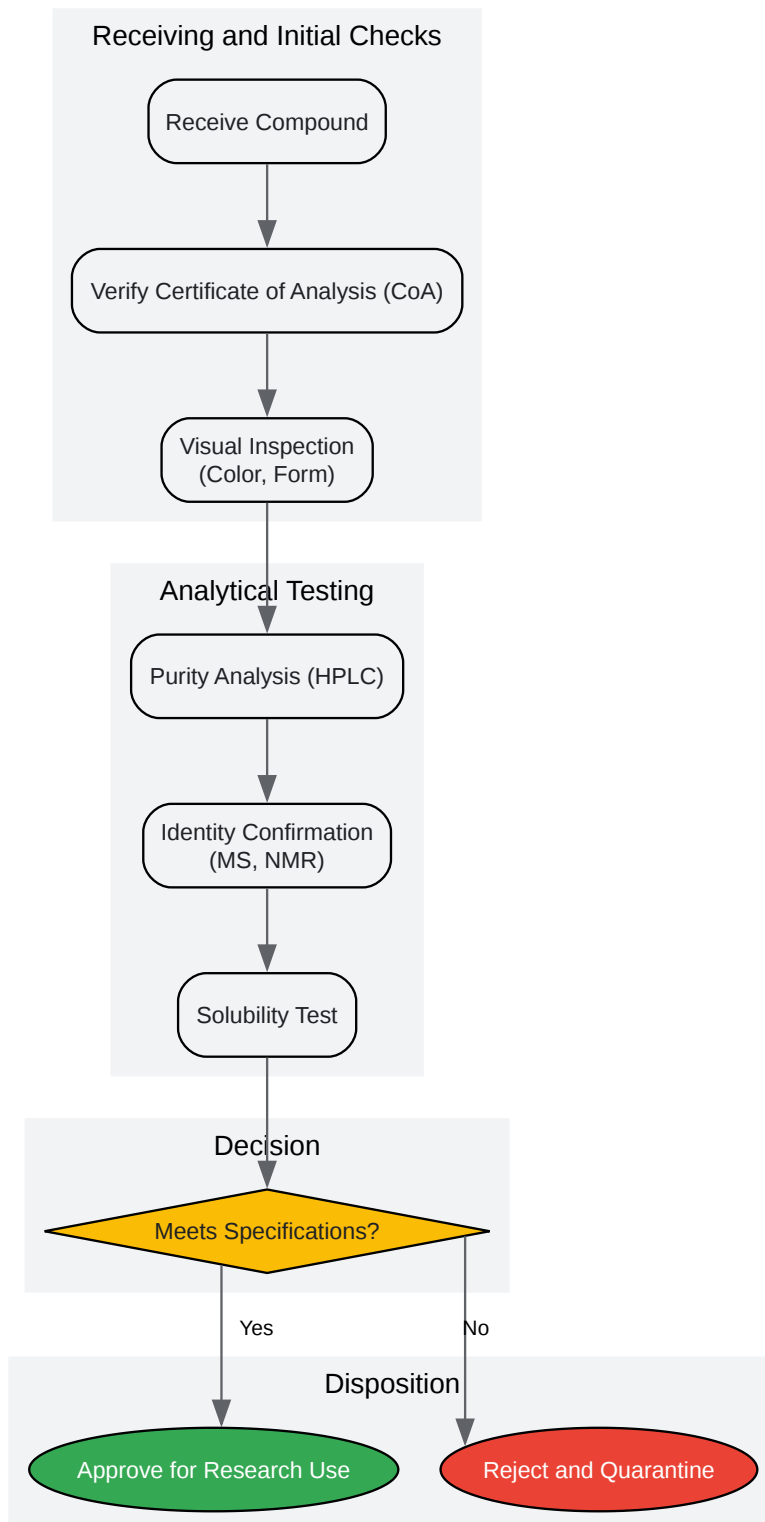 Receiving and Initial Checks
Receive Compound
Verify Certificate of Analysis (CoA)
Visual Inspection
(Color, Form)
Analytical Testing
Purity Analysis (HPLC)
Identity Confirmation
(MS, NMR)
Solubility Test
Decision
Meets Specifications?
Yes
No
Disposition
Approve for Research Use
Reject and Quarantine